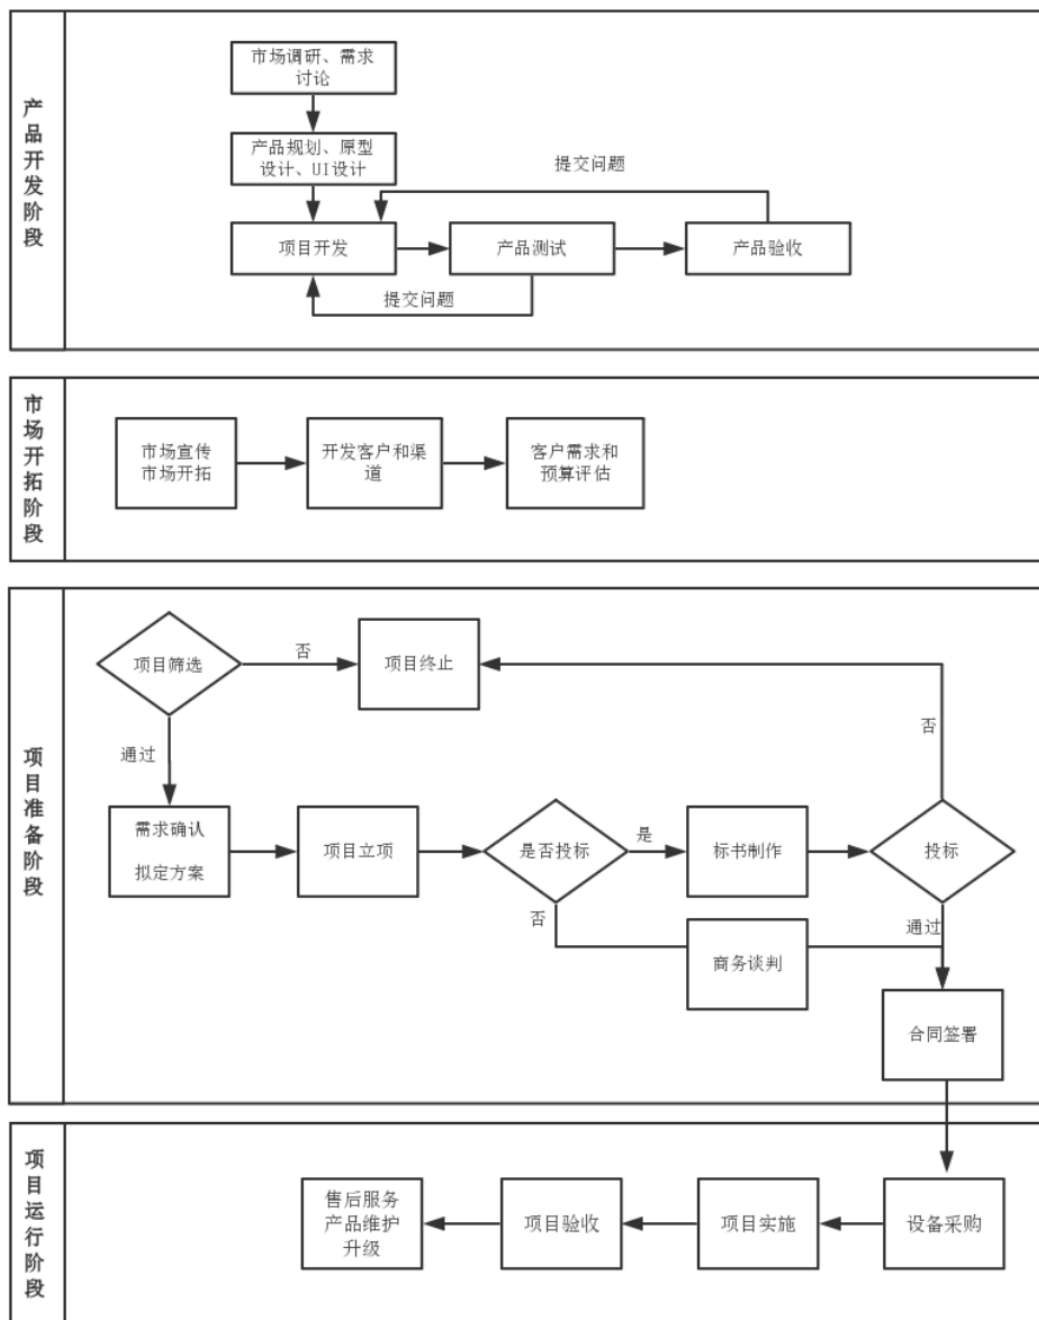 产品开发阶段
市场调研、需求
讨论
产品规划、原型
设计、UI设计
提交问题
项目开发
产品测试
产品验收
提交问题
市场开拓阶段
市场宣传
市场开拓
开发客户和渠
道
客户需求和
预算评估
项目准备阶段
项目筛选
否
项目终止
通过
否
需求确认
拟定方案
项目立项
是否投标
是
标书制作
投标
否
通过
商务谈判
合同签署
项目运行阶段
售后服务
产品维护
升级
项目验收
项目实施
设备采购